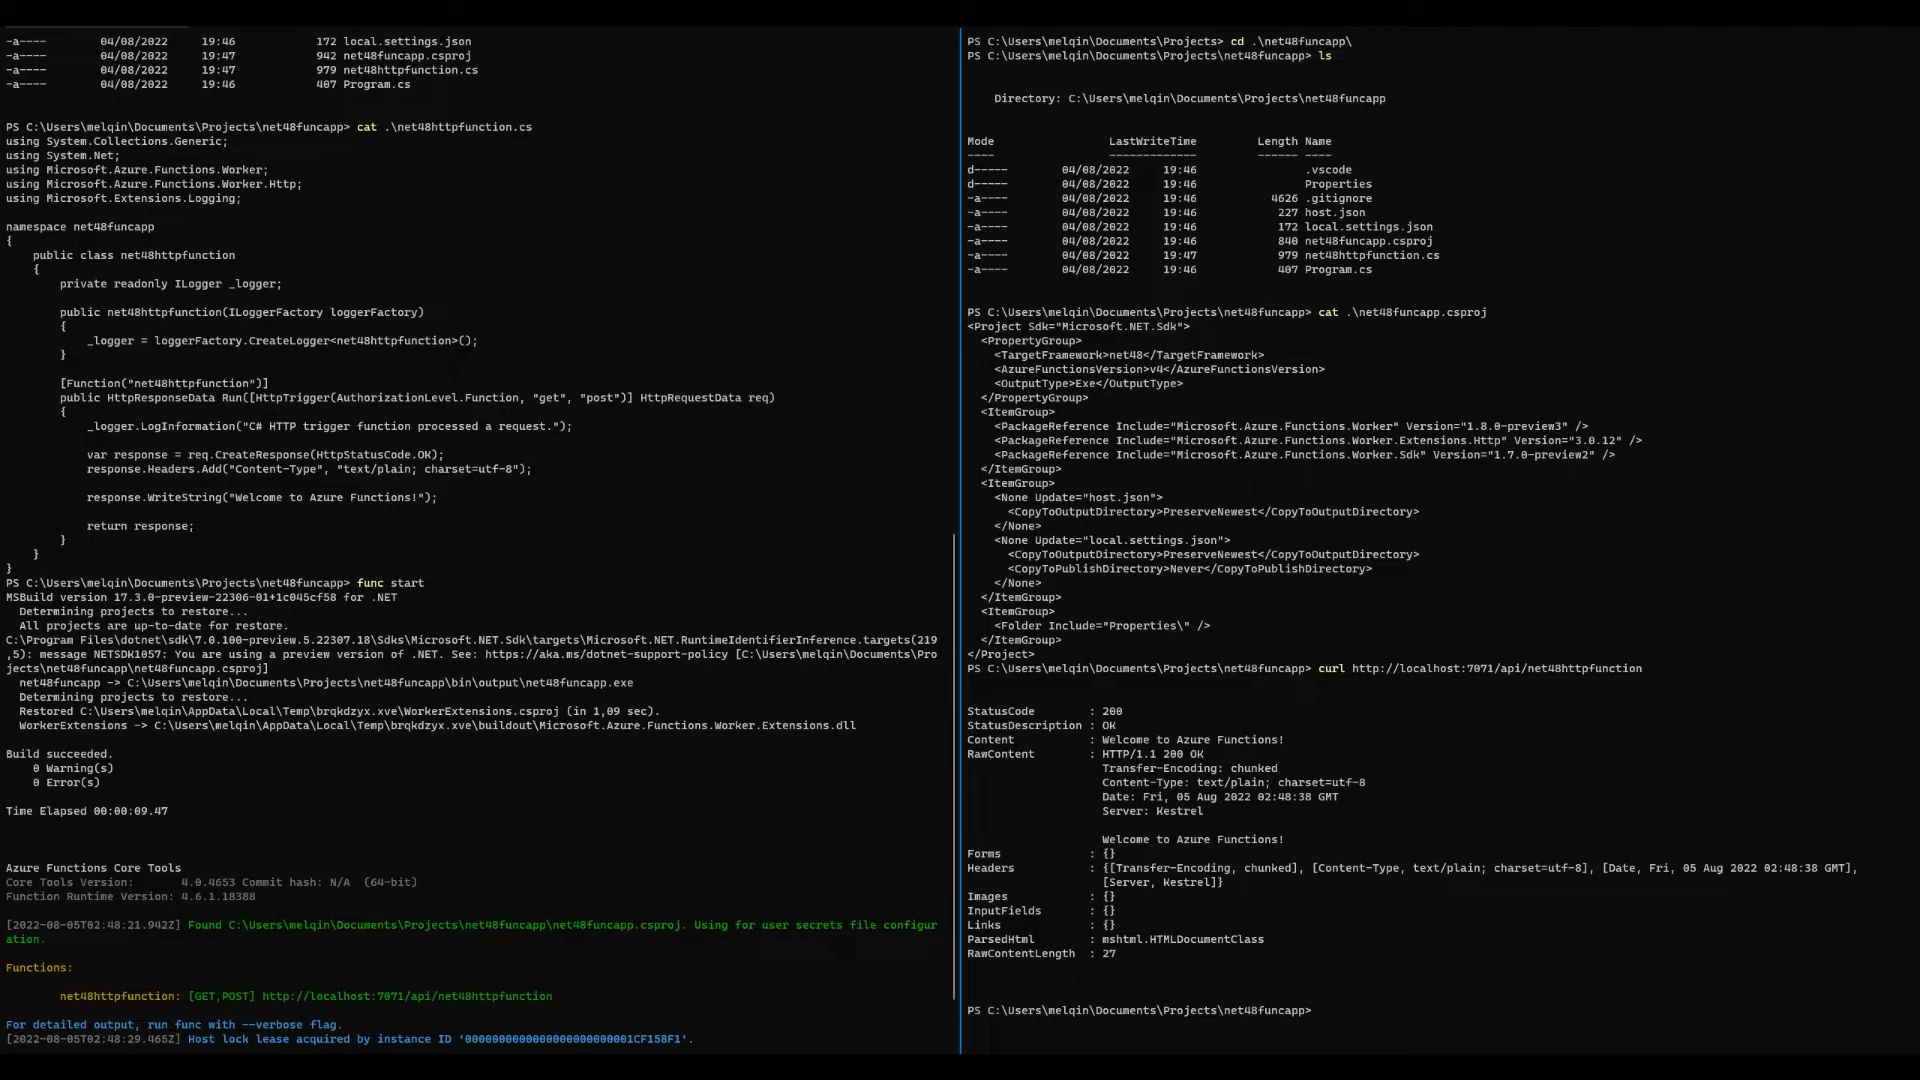 -a----        04/08/2022     19:46            172 local.settings.json
-a----        04/08/2022     19:47            942 net48funcapp.csproj
-a----        04/08/2022     19:47            979 net48httpfunction.cs
-a----        04/08/2022     19:46            407 Program.cs
PS C:\Users\melqin\Documents\Projects\net48funcapp> cat .\net48httpfunction.cs
using System.Collections.Generic;
using System.Net;
using Microsoft.Azure.Functions.Worker;
using Microsoft.Azure.Functions.Worker.Http;
using Microsoft.Extensions.Logging;
namespace net48funcapp
{
    public class net48httpfunction
    {
        private readonly ILogger _logger;
        public net48httpfunction(ILoggerFactory loggerFactory)
        {
            _logger = loggerFactory.CreateLogger<net48httpfunction>();
        }
        [Function("net48httpfunction")]
        public HttpResponseData Run([HttpTrigger(AuthorizationLevel.Function, "get", "post")] HttpRequestData req)
        {
            _logger.LogInformation("C# HTTP trigger function processed a request.");
            var response = req.CreateResponse(HttpStatusCode.OK);
            response.Headers.Add("Content-Type", "text/plain; charset=utf-8");
            response.WriteString("Welcome to Azure Functions!");
            return response;
        }
    }
}
PS C:\Users\melqin\Documents\Projects\net48funcapp> func start
MSBuild version 17.3.0-preview-22306-01+1c045cf58 for .NET
  Determining projects to restore...
  All projects are up-to-date for restore.
C:\Program Files\dotnet\sdk\7.0.100-preview.5.22307.18\Sdks\Microsoft.NET.Sdk\targets\Microsoft.NET.RuntimeIdentifierInference.targets(219
,5): message NETSDK1057: You are using a preview version of .NET. See: https://aka.ms/dotnet-support-policy [C:\Users\melqin\Documents\Pro
jects\net48funcapp\net48funcapp.csproj]
  net48funcapp -> C:\Users\melqin\Documents\Projects\net48funcapp\bin\output\net48funcapp.exe
  Determining projects to restore...
  Restored C:\Users\melqin\AppData\Local\Temp\brqkdzyx.xve\WorkerExtensions.csproj (in 1,09 sec).
  WorkerExtensions -> C:\Users\melqin\AppData\Local\Temp\brqkdzyx.xve\buildout\Microsoft.Azure.Functions.Worker.Extensions.dll
Build succeeded.
    0 Warning(s)
    0 Error(s)
Time Elapsed 00:00:09.47
Azure Functions Core Tools
Core Tools Version:       4.0.4653 Commit hash: N/A  (64-bit)
Function Runtime Version: 4.6.1.18388
[2022-08-05T02:48:21.942Z] Found C:\Users\melqin\Documents\Projects\net48funcapp\net48funcapp.csproj. Using for user secrets file configur
ation.
Functions:
        net48httpfunction: [GET,POST] http://localhost:7071/api/net48httpfunction
For detailed output, run func with --verbose flag.
[2022-08-05T02:48:29.465Z] Host lock lease acquired by instance ID '0000000000000000000000001CF158F1'.
PS C:\Users\melqin\Documents\Projects> cd .\net48funcapp\
PS C:\Users\melqin\Documents\Projects\net48funcapp> ls
    Directory: C:\Users\melqin\Documents\Projects\net48funcapp
Mode                 LastWriteTime         Length Name
----                 -------------         ------ ----
d-----        04/08/2022     19:46                .vscode
d-----        04/08/2022     19:46                Properties
-a----        04/08/2022     19:46           4626 .gitignore
-a----        04/08/2022     19:46            227 host.json
-a----        04/08/2022     19:46            172 local.settings.json
-a----        04/08/2022     19:46            840 net48funcapp.csproj
-a----        04/08/2022     19:47            979 net48httpfunction.cs
-a----        04/08/2022     19:46            407 Program.cs
PS C:\Users\melqin\Documents\Projects\net48funcapp> cat .\net48funcapp.csproj
<Project Sdk="Microsoft.NET.Sdk">
  <PropertyGroup>
    <TargetFramework>net48</TargetFramework>
    <AzureFunctionsVersion>v4</AzureFunctionsVersion>
    <OutputType>Exe</OutputType>
  </PropertyGroup>
  <ItemGroup>
    <PackageReference Include="Microsoft.Azure.Functions.Worker" Version="1.8.0-preview3" />
    <PackageReference Include="Microsoft.Azure.Functions.Worker.Extensions.Http" Version="3.0.12" />
    <PackageReference Include="Microsoft.Azure.Functions.Worker.Sdk" Version="1.7.0-preview2" />
  </ItemGroup>
  <ItemGroup>
    <None Update="host.json">
      <CopyToOutputDirectory>PreserveNewest</CopyToOutputDirectory>
    </None>
    <None Update="local.settings.json">
      <CopyToOutputDirectory>PreserveNewest</CopyToOutputDirectory>
      <CopyToPublishDirectory>Never</CopyToPublishDirectory>
    </None>
  </ItemGroup>
  <ItemGroup>
    <Folder Include="Properties\" />
  </ItemGroup>
</Project>
PS C:\Users\melqin\Documents\Projects\net48funcapp> curl http://localhost:7071/api/net48httpfunction
StatusCode        : 200
StatusDescription : OK
Content           : Welcome to Azure Functions!
RawContent        : HTTP/1.1 200 OK
                    Transfer-Encoding: chunked
                    Content-Type: text/plain; charset=utf-8
                    Date: Fri, 05 Aug 2022 02:48:38 GMT
                    Server: Kestrel
                    Welcome to Azure Functions!
Forms             : {}
Headers           : {[Transfer-Encoding, chunked], [Content-Type, text/plain; charset=utf-8], [Date, Fri, 05 Aug 2022 02:48:38 GMT],
                    [Server, Kestrel]}
Images            : {}
InputFields       : {}
Links             : {}
ParsedHtml        : mshtml.HTMLDocumentClass
RawContentLength  : 27
PS C:\Users\melqin\Documents\Projects\net48funcapp>